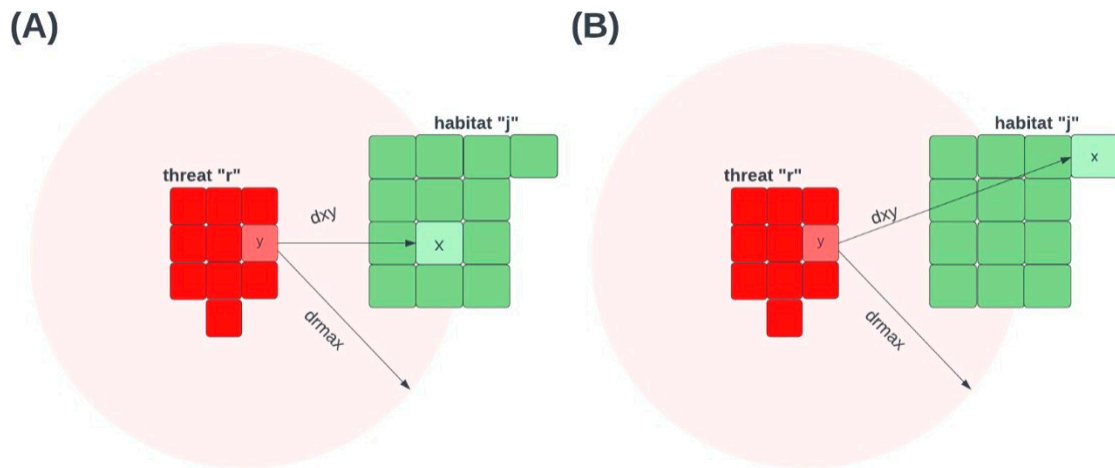 (A)
habitat "j"
threat "r"
y
dxy
x
drmax
(B)
habitat "j"
x
threat "r"
y
dxy
drmax